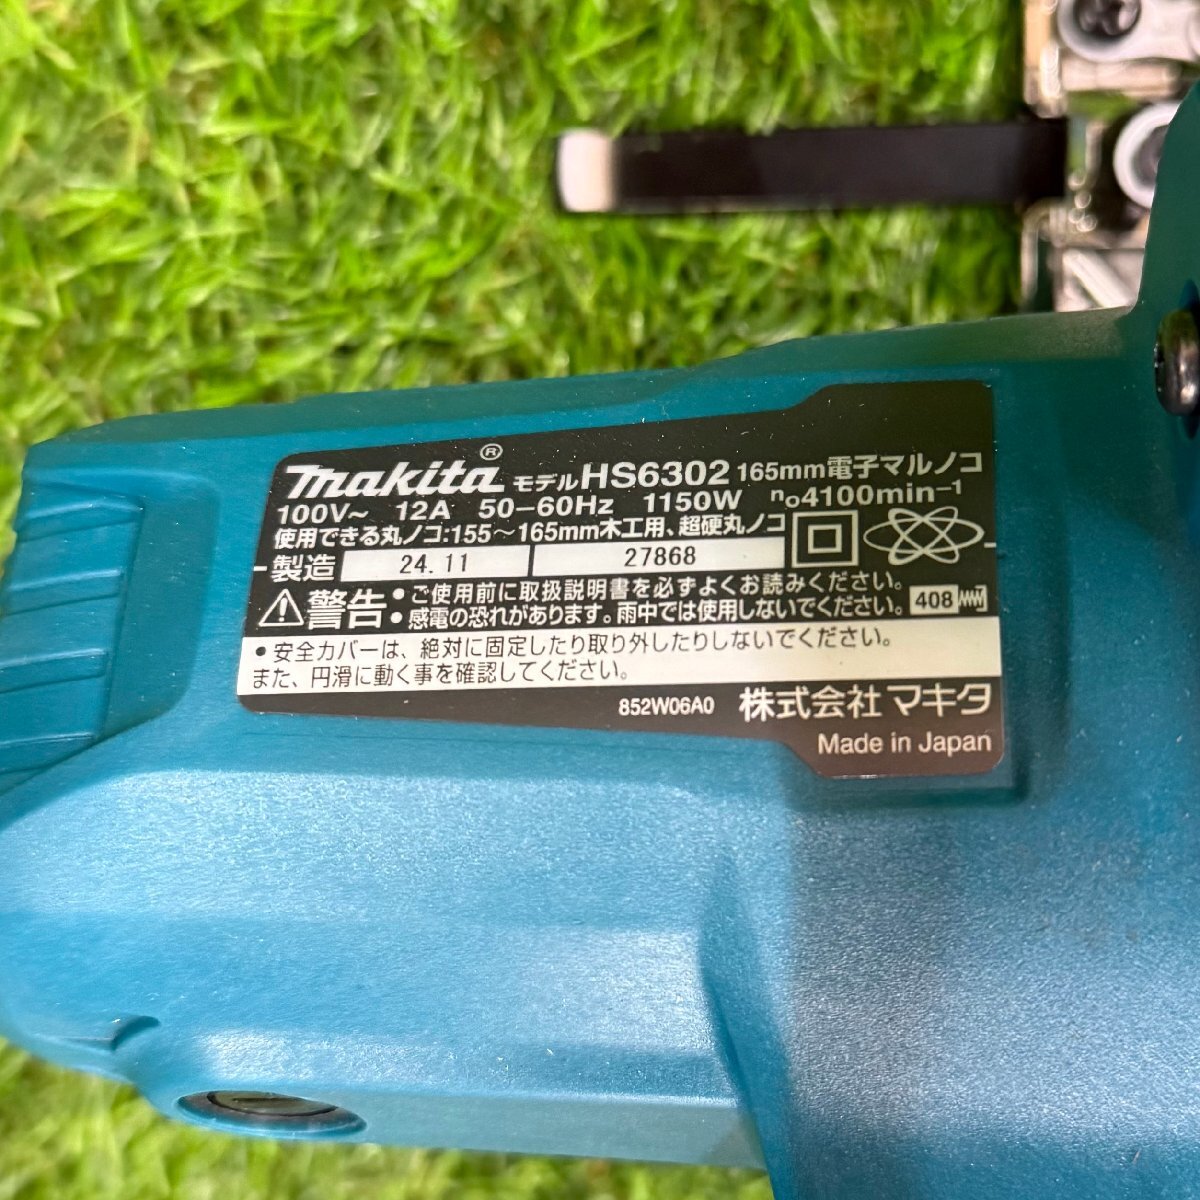 makita® モデルHS6302 165mm電子マルノコ
100V~ 12A 50-60Hz 1150W n₀4100min⁻¹
使用できる丸ノコ:155～165mm木工用、超硬丸ノコ
製造 24.11 27868
⚠警告 • ご使用前に取扱説明書を必ずよくお読みください。
• 感電の恐れがあります。雨中では使用しないでください。 408
• 安全カバーは、絶対に固定したり取り外したりしないでください。
また、円滑に動く事を確認してください。
852W06A0 株式会社マキタ
Made in Japan